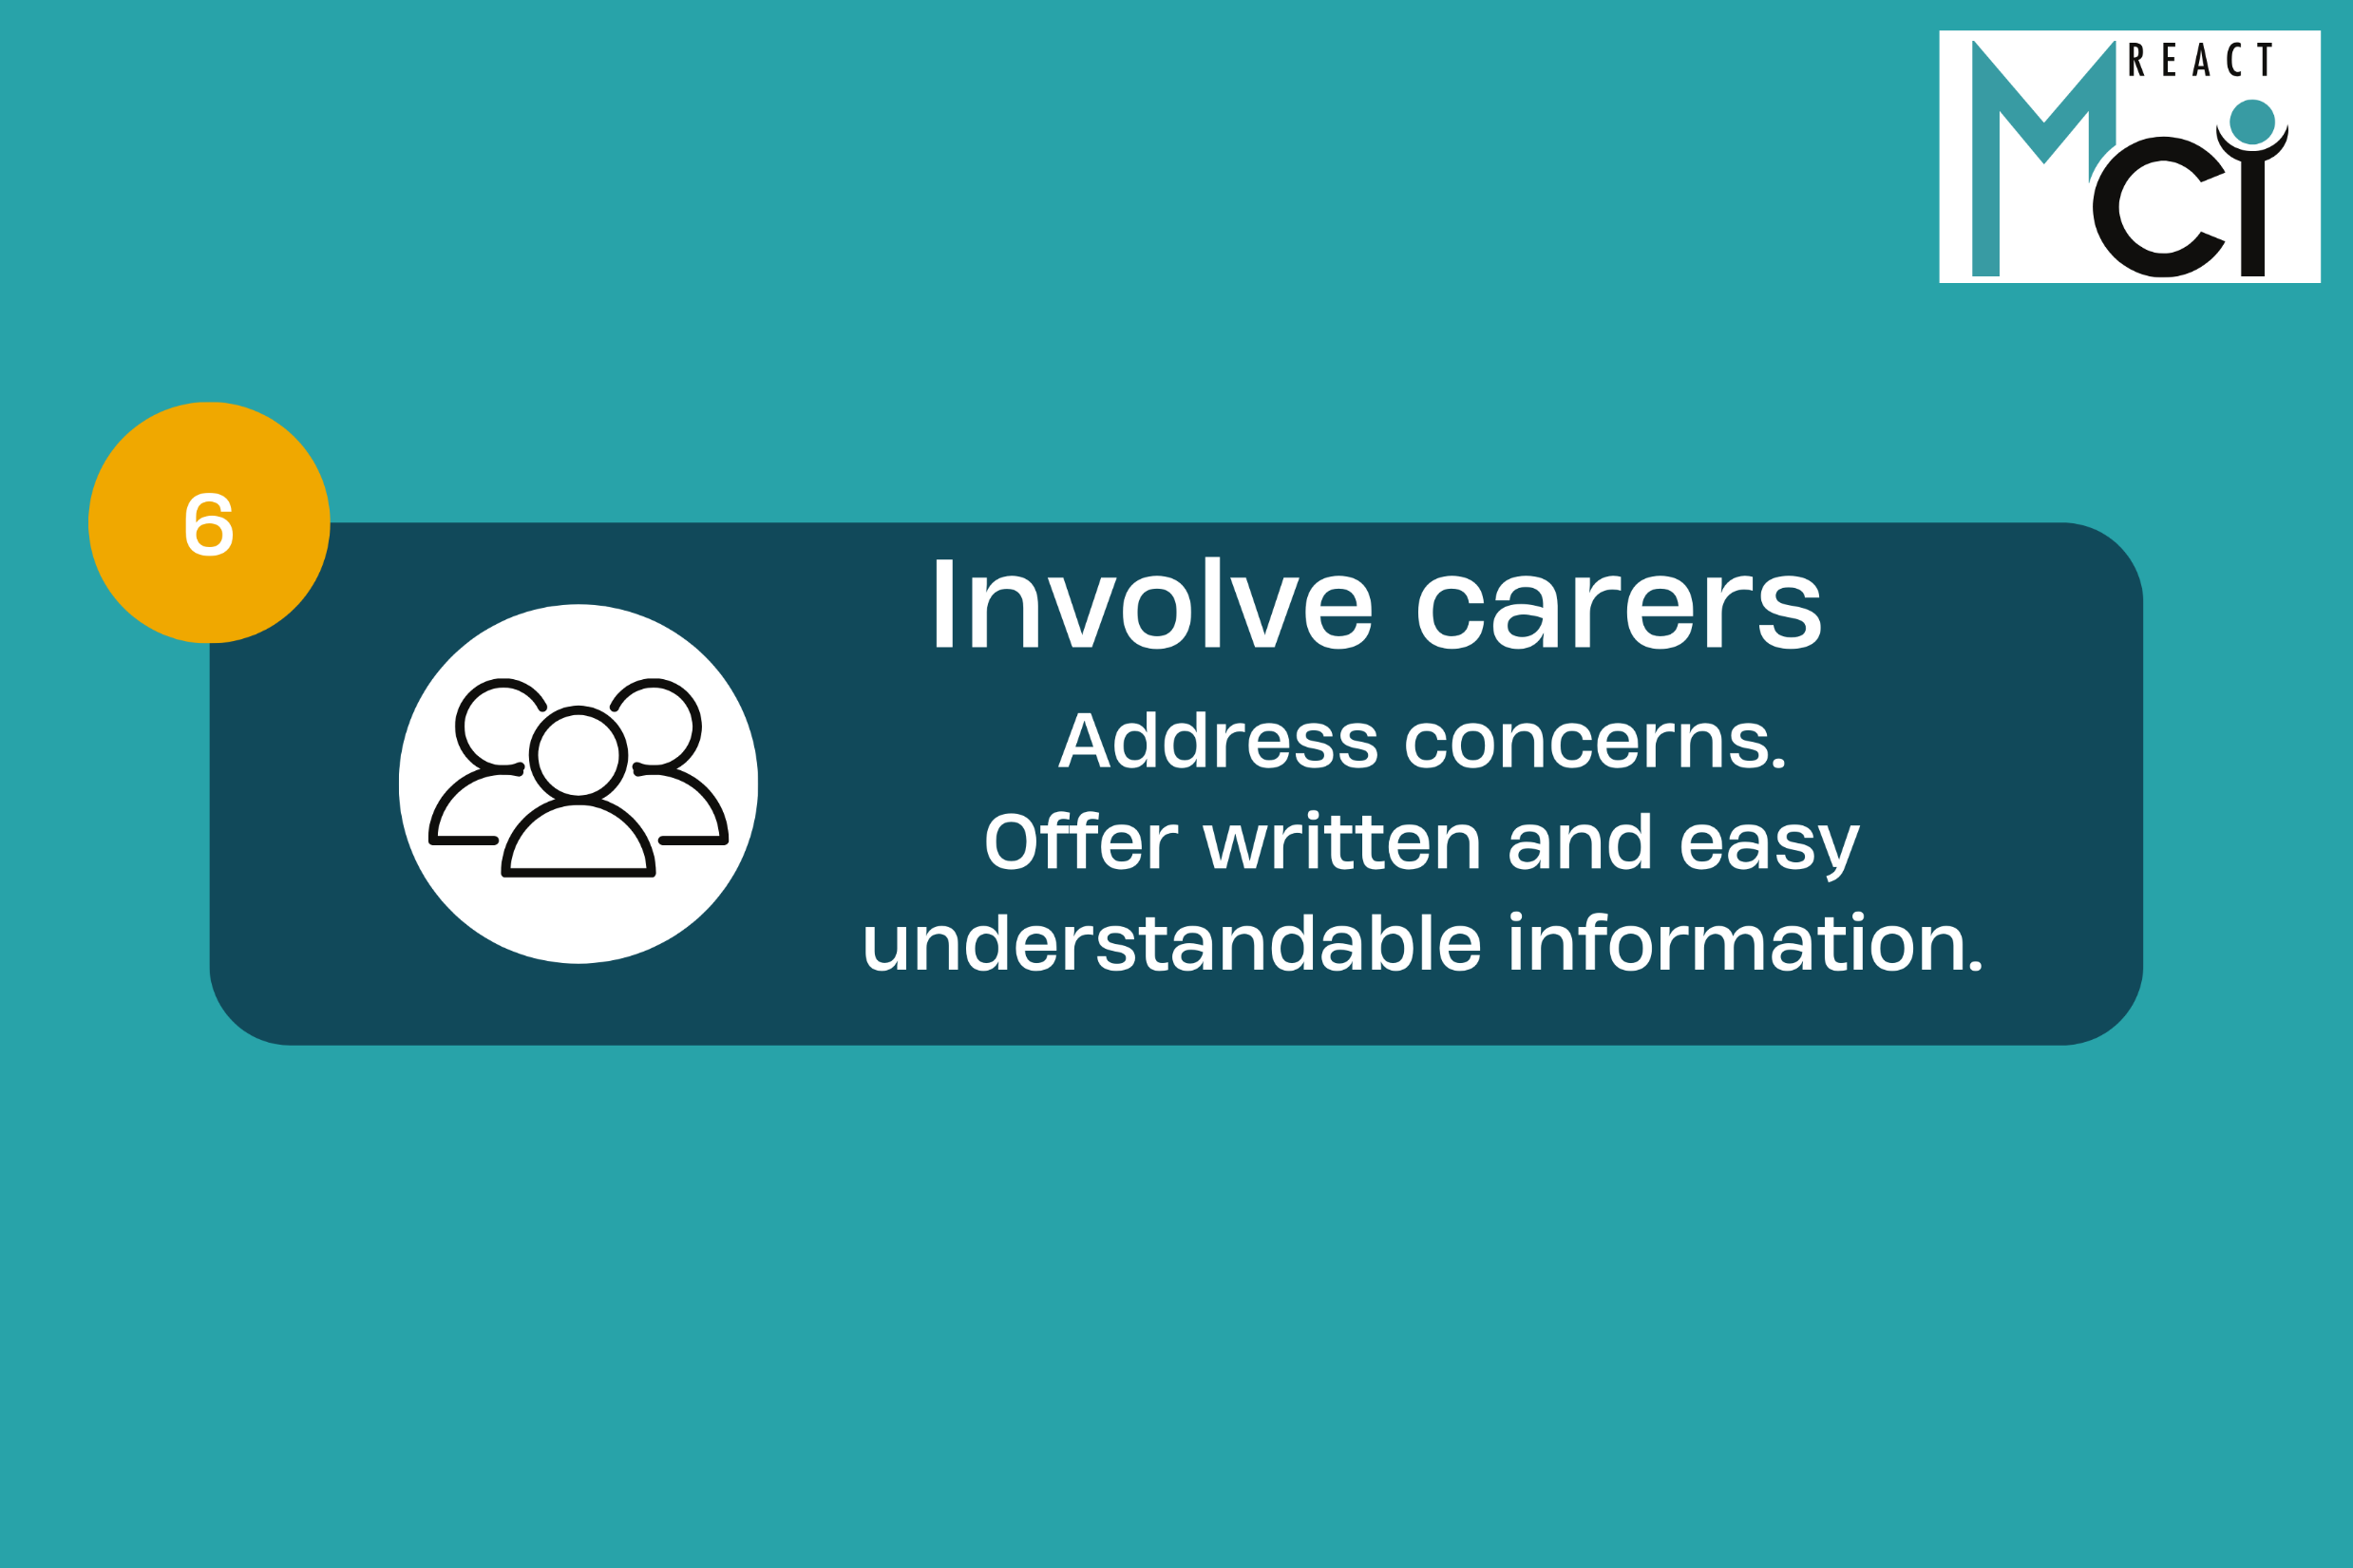 REACT
MCi
6
Involve carers
Address concerns.
Offer written and easy
understandable information.